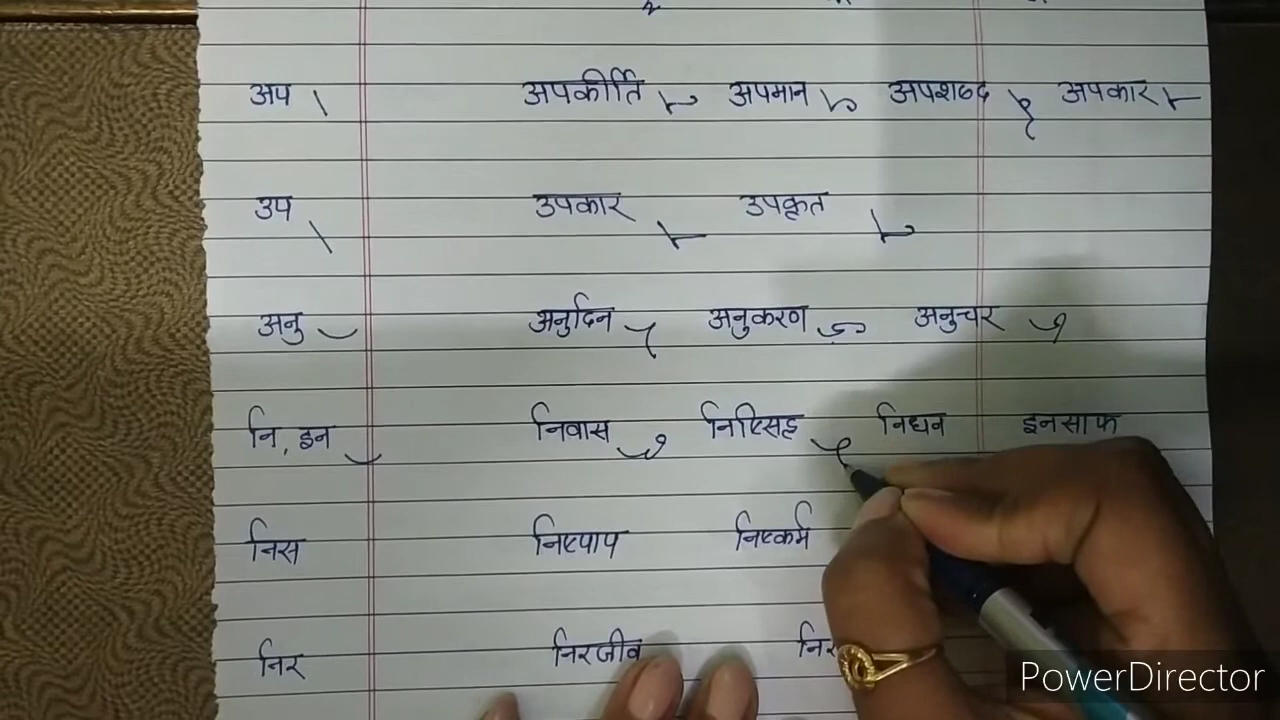 अप अपकीर्ति अपमान अपशब्द अपकार
उप उपकार उपकृत
अनु अनुदिन अनुकरण अनुचर
नि, इन निवास निधन इनसाफ
निस निष्पाप निष्कर्म
निर निरजीव
PowerDirector